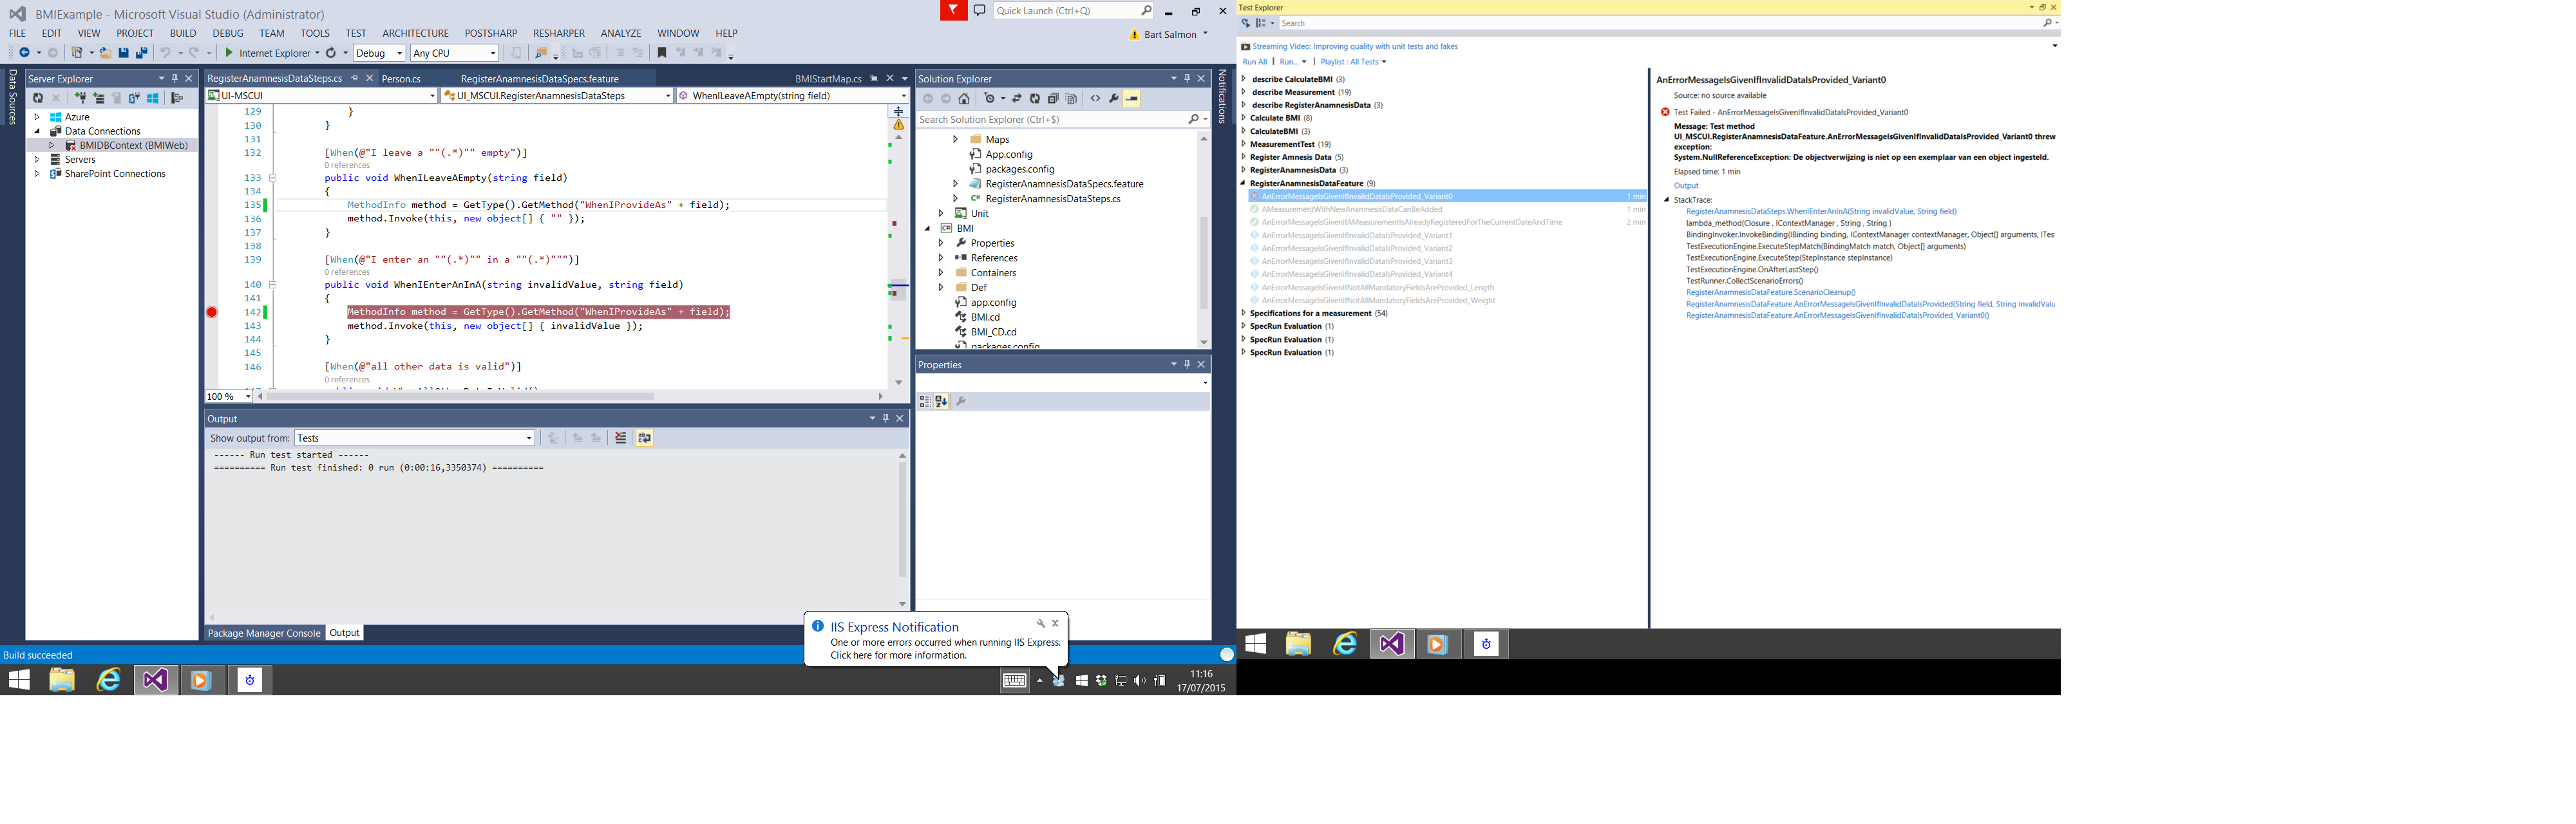 BMIExample - Microsoft Visual Studio (Administrator)
Quick Launch (Ctrl+Q)
FILE EDIT VIEW PROJECT BUILD DEBUG TEAM TOOLS TEST ARCHITECTURE POSTSHARP RESHARPER ANALYZE WINDOW HELP
Bart Salmon
Internet Explorer Debug Any CPU
Data Sources
Server Explorer
Azure
Data Connections
BMIDBContext (BMIWeb)
Servers
SharePoint Connections
RegisterAnamnesisDataSteps.cs Person.cs RegisterAnamnesisDataSpecs.feature BMIStartMap.cs
UI-MSCUI UI_MSCUI.RegisterAnamnesisDataSteps WhenILeaveAEmpty(string field)
129 }
130 }
131
132 [When(@"I leave a ""(.*)"" empty")]
0 references
133 public void WhenILeaveAEmpty(string field)
134 {
135 MethodInfo method = GetType().GetMethod("WhenIProvideAs" + field);
136 method.Invoke(this, new object[] { "" });
137 }
138
139 [When(@"I enter an ""(.*)"" in a ""(.*)""")]
0 references
140 public void WhenIEnterAnInA(string invalidValue, string field)
141 {
142 MethodInfo method = GetType().GetMethod("WhenIProvideAs" + field);
143 method.Invoke(this, new object[] { invalidValue });
144 }
145
146 [When(@"all other data is valid")]
0 references
100 %
Output
Show output from: Tests
------ Run test started ------
========== Run test finished: 0 run (0:00:16,3350374) ==========
Package Manager Console Output
Solution Explorer
Search Solution Explorer (Ctrl+$)
Maps
App.config
packages.config
RegisterAnamnesisDataSpecs.feature
RegisterAnamnesisDataSteps.cs
Unit
BMI
Properties
References
Containers
Def
app.config
BMI.cd
BMI_CD.cd
packages.config
Properties
Notifications
IIS Express Notification
One or more errors occurred when running IIS Express.
Click here for more information.
Build succeeded
11:16
17/07/2015
Test Explorer
Search
Streaming Video: Improving quality with unit tests and fakes
Run All | Run... | Playlist : All Tests
describe CalculateBMI (3)
describe Measurement (19)
describe RegisterAnamnesisData (3)
Calculate BMI (8)
CalculateBMI (3)
MeasurementTest (19)
Register Amnesis Data (5)
RegisterAnamnesisData (3)
RegisterAnamnesisDataFeature (9)
AnErrorMessageIsGivenIfInvalidDataIsProvided_Variant0 1 min
AMeasurementWithNewAnamnesisDataCanBeAdded 1 min
AnErrorMessageIsGivenIfAMeasurementIsAlreadyRegisteredForTheCurrentDateAndTime 2 min
AnErrorMessageIsGivenIfInvalidDataIsProvided_Variant1
AnErrorMessageIsGivenIfInvalidDataIsProvided_Variant2
AnErrorMessageIsGivenIfInvalidDataIsProvided_Variant3
AnErrorMessageIsGivenIfInvalidDataIsProvided_Variant4
AnErrorMessageIsGivenIfNotAllMandatoryFieldsAreProvided_Length
AnErrorMessageIsGivenIfNotAllMandatoryFieldsAreProvided_Weight
Specifications for a measurement (54)
SpecRun Evaluation (1)
SpecRun Evaluation (1)
SpecRun Evaluation (1)
AnErrorMessageIsGivenIfInvalidDataIsProvided_Variant0
Source: no source available
Test Failed - AnErrorMessageIsGivenIfInvalidDataIsProvided_Variant0
Message: Test method
UI_MSCUI.RegisterAnamnesisDataFeature.AnErrorMessageIsGivenIfInvalidDataIsProvided_Variant0 threw
exception:
System.NullReferenceException: De objectverwijzing is niet op een exemplaar van een object ingesteld.
Elapsed time: 1 min
Output
StackTrace:
RegisterAnamnesisDataSteps.WhenIEnterAnInA(String invalidValue, String field)
lambda_method(Closure , IContextManager , String , String )
BindingInvoker.InvokeBinding(IBinding binding, IContextManager contextManager, Object[] arguments, ITes
TestExecutionEngine.ExecuteStepMatch(BindingMatch match, Object[] arguments)
TestExecutionEngine.ExecuteStep(StepInstance stepInstance)
TestExecutionEngine.OnAfterLastStep()
TestRunner.CollectScenarioErrors()
RegisterAnamnesisDataFeature.ScenarioCleanup()
RegisterAnamnesisDataFeature.AnErrorMessageIsGivenIfInvalidDataIsProvided(String field, String invalidValu
RegisterAnamnesisDataFeature.AnErrorMessageIsGivenIfInvalidDataIsProvided_Variant0()